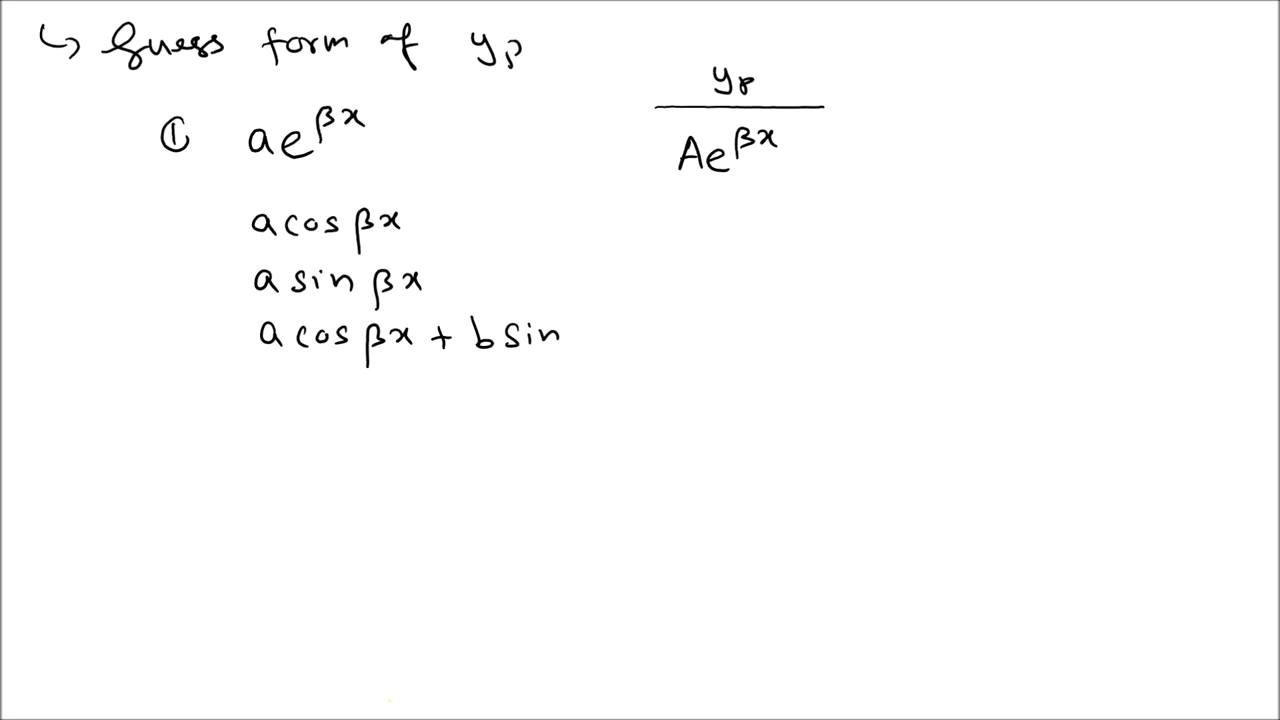 ↳ Guess form of yₚ
yₚ
① ae^βx Ae^βx
a cos βx
a sin βx
a cos βx + b sin